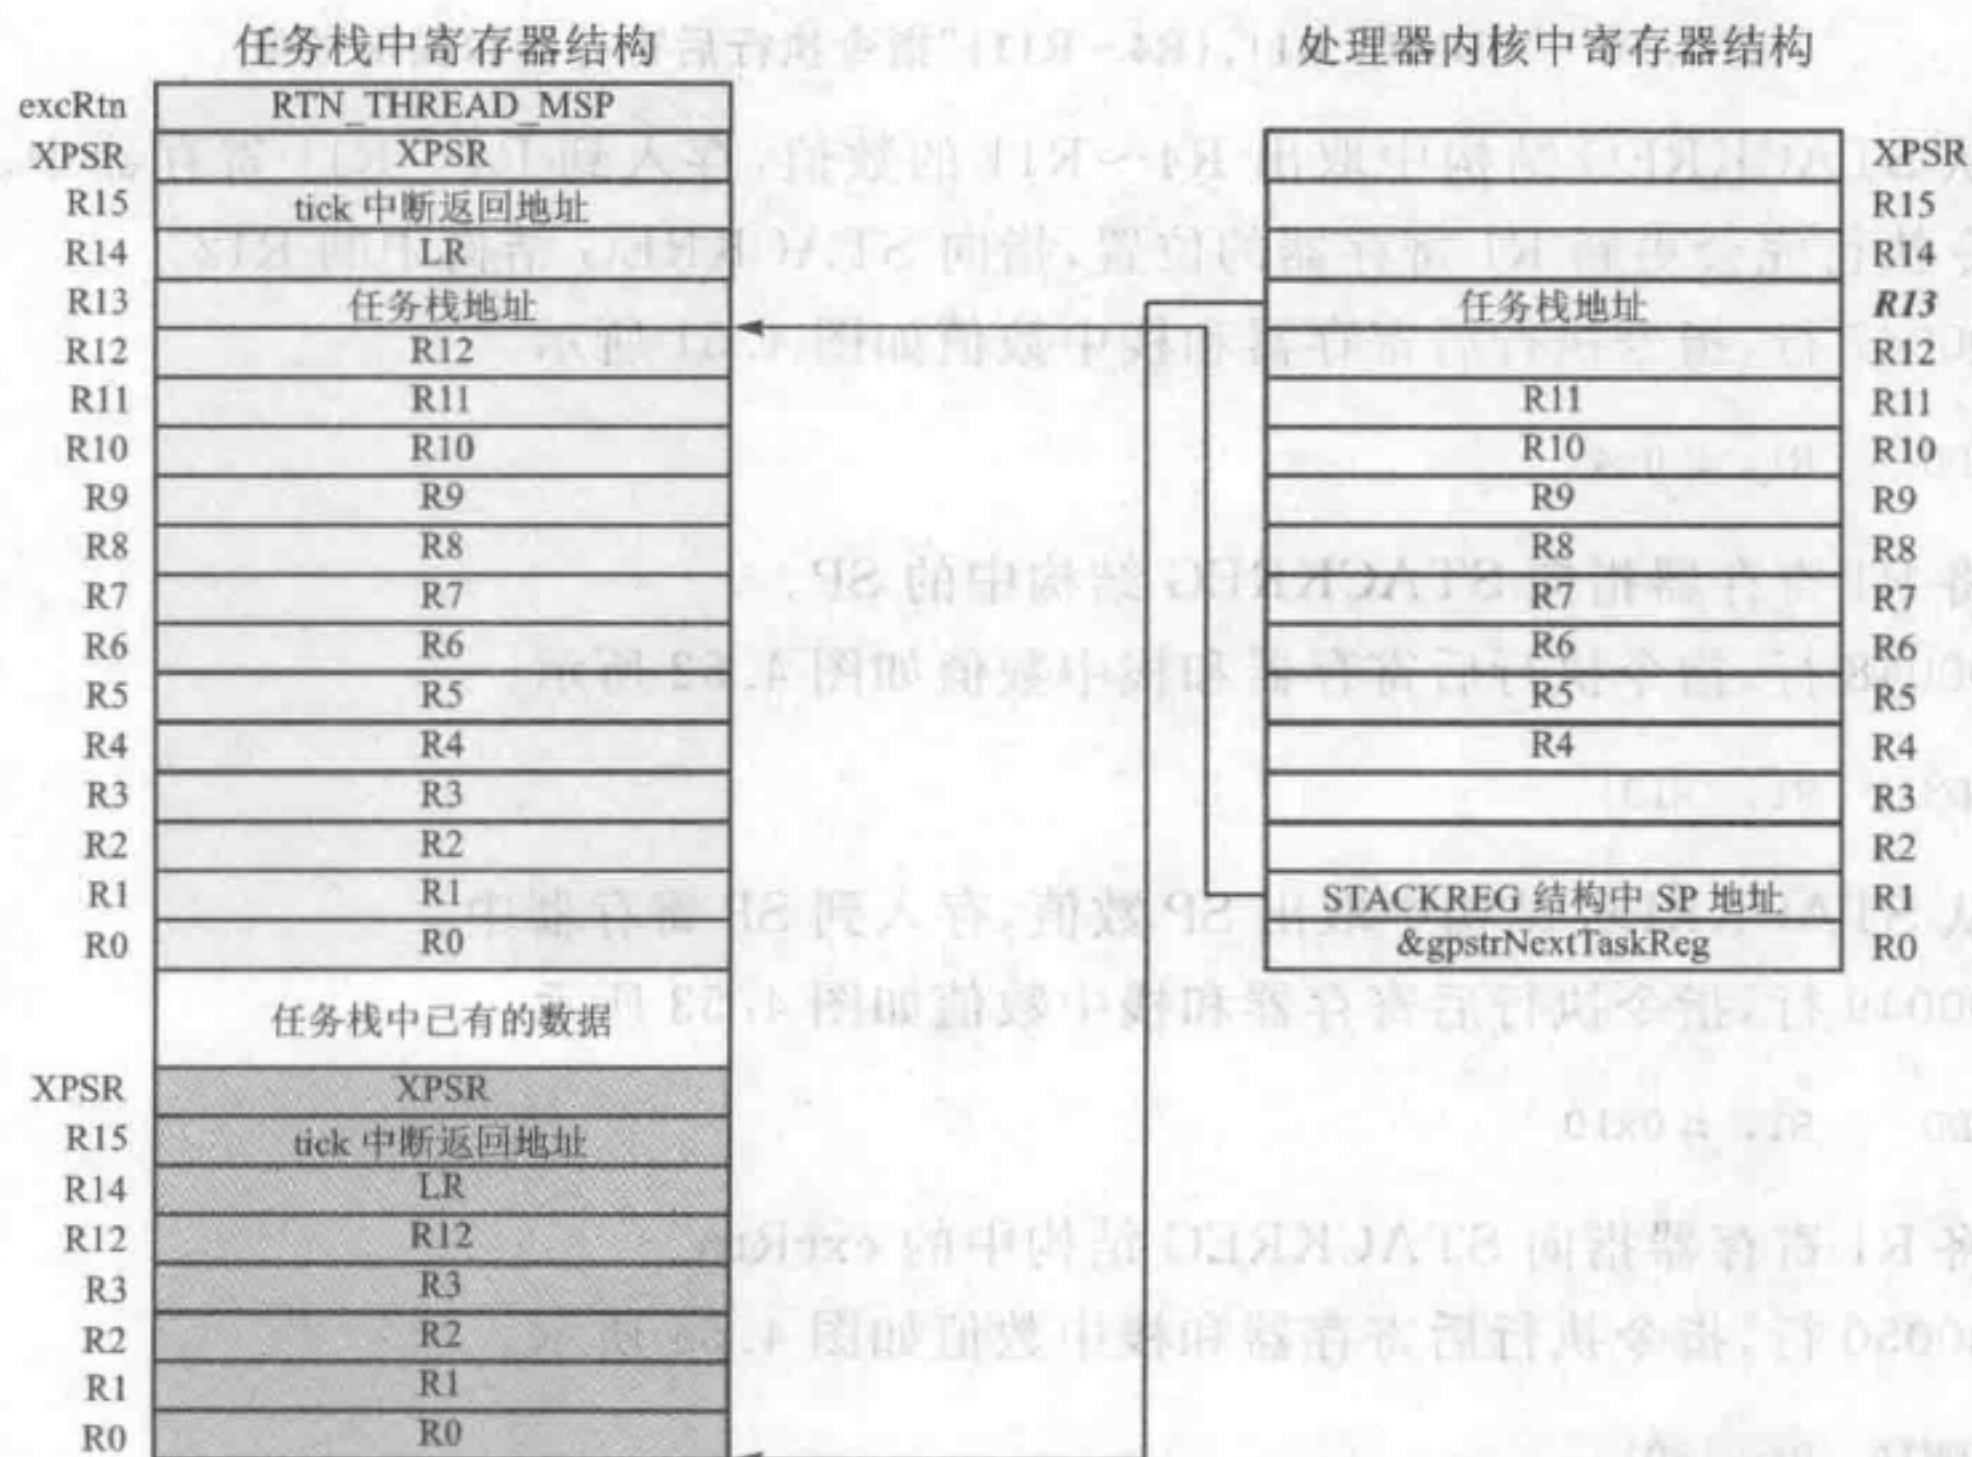 任务栈中寄存器结构
excRtn RTN_THREAD_MSP
XPSR XPSR
R15 tick 中断返回地址
R14 LR
R13 任务栈地址
R12 R12
R11 R11
R10 R10
R9 R9
R8 R8
R7 R7
R6 R6
R5 R5
R4 R4
R3 R3
R2 R2
R1 R1
R0 R0
任务栈中已有的数据
XPSR XPSR
R15 tick 中断返回地址
R14 LR
R12 R12
R3 R3
R2 R2
R1 R1
R0 R0
处理器内核中寄存器结构
XPSR
R15
R14
任务栈地址 R13
R12
R11 R11
R10 R10
R9 R9
R8 R8
R7 R7
R6 R6
R5 R5
R4 R4
R3
R2
STACKREG 结构中 SP 地址 R1
&gpstrNextTaskReg R0